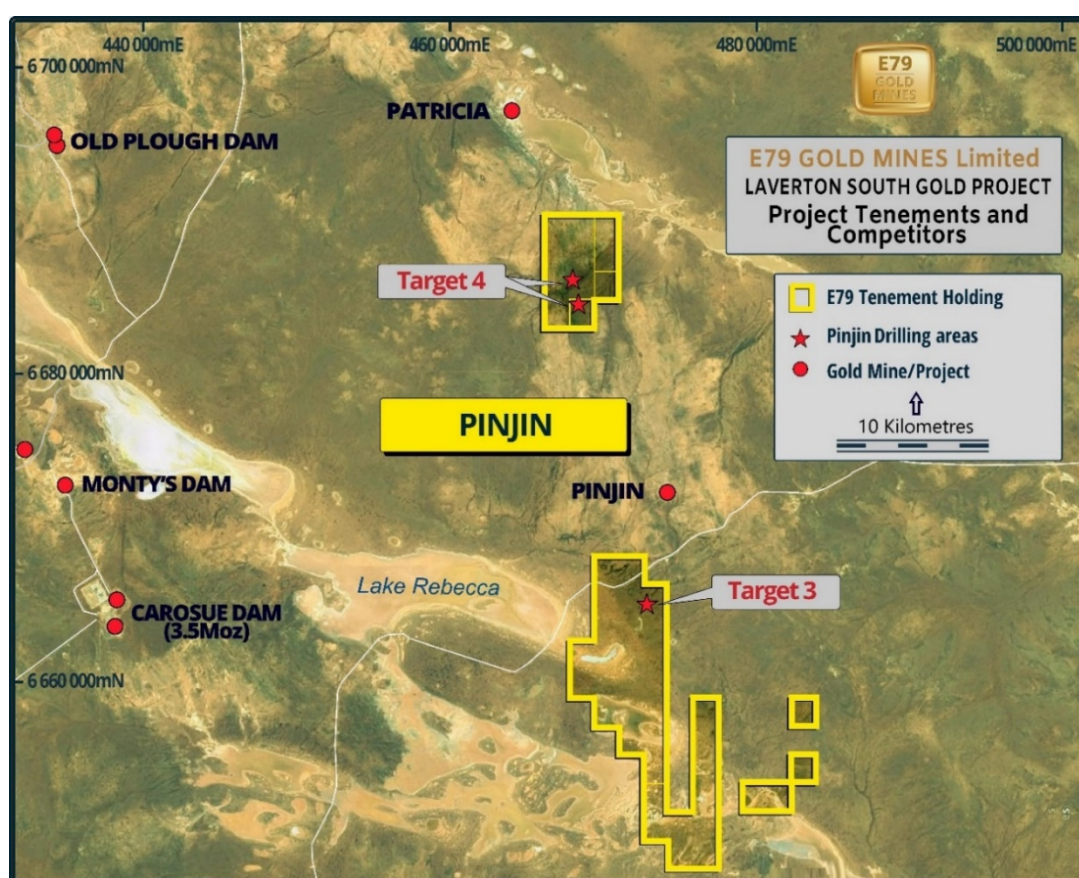 440 000mE
460 000mE
480 000mE
500 000mE
6 700 000mN
E79
GOLD
MINES
PATRICIA
OLD PLOUGH DAM
E79 GOLD MINES Limited
LAVERTON SOUTH GOLD PROJECT
Project Tenements and
Competitors
Target 4
E79 Tenement Holding
Pinjin Drilling areas
Gold Mine/Project
10 Kilometres
6 680 000mN
PINJIN
MONTY'S DAM
PINJIN
Lake Rebecca
Target 3
CAROSUE DAM
(3.5Moz)
6 660 000mN